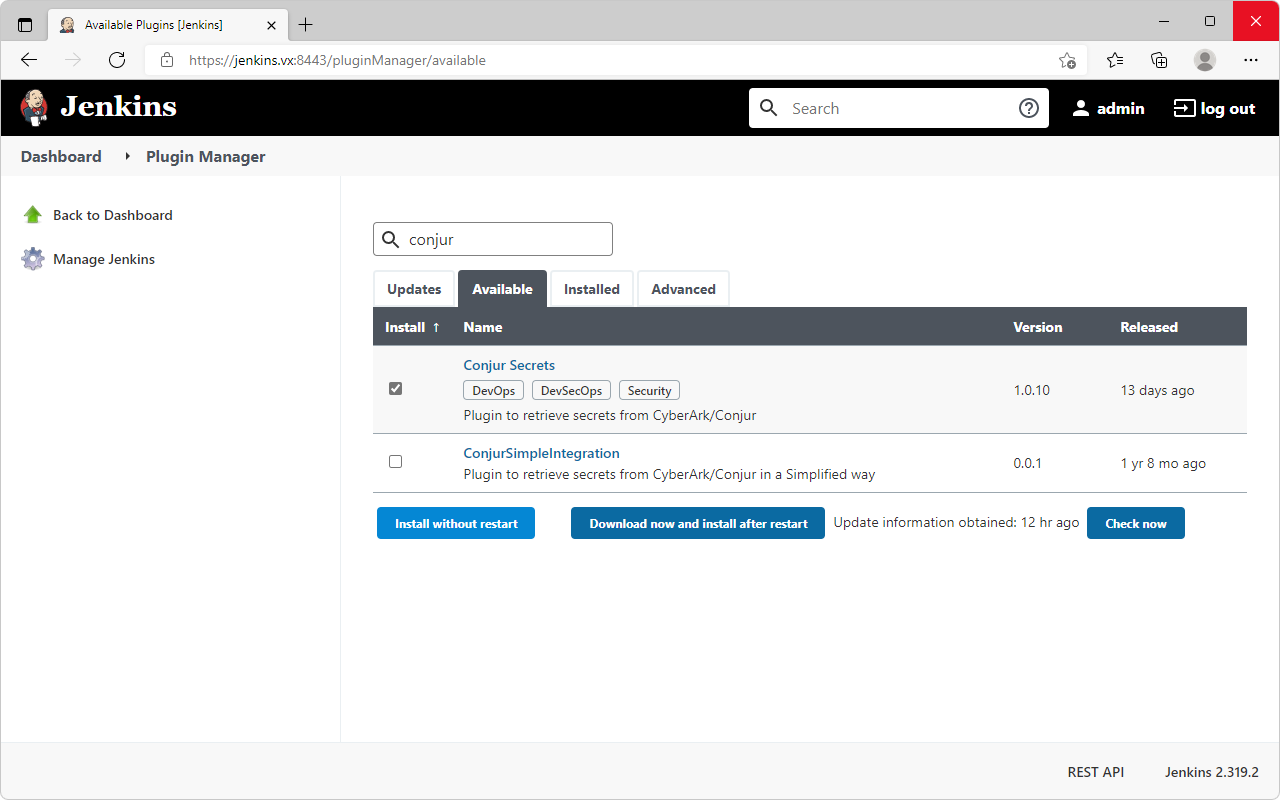 Available Plugins [Jenkins]
https://jenkins.vx:8443/pluginManager/available
Jenkins
Search
admin
log out
Dashboard
Plugin Manager
Back to Dashboard
Manage Jenkins
conjur
Updates
Available
Installed
Advanced
Install ↑
Name
Version
Released
Conjur Secrets
DevOps
DevSecOps
Security
Plugin to retrieve secrets from CyberArk/Conjur
1.0.10
13 days ago
ConjurSimpleIntegration
Plugin to retrieve secrets from CyberArk/Conjur in a Simplified way
0.0.1
1 yr 8 mo ago
Install without restart
Download now and install after restart
Update information obtained: 12 hr ago
Check now
REST API
Jenkins 2.319.2